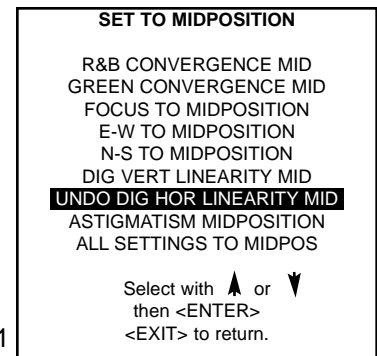 SET TO MIDPOSITION
R&B CONVERGENCE MID
GREEN CONVERGENCE MID
FOCUS TO MIDPOSITION
E-W TO MIDPOSITION
N-S TO MIDPOSITION
DIG VERT LINEARITY MID
UNDO DIG HOR LINEARITY MID
ASTIGMATISM MIDPOSITION
ALL SETTINGS TO MIDPOS
Select with or
then <ENTER>
<EXIT> to return.
1